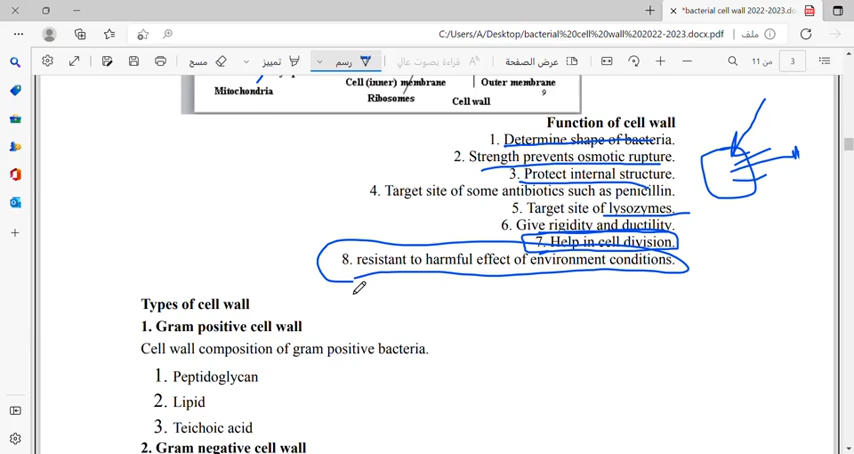 *bacterial cell wall 2022-2023.do
ملف
C:/Users/A/Desktop/bacterial%20cell%20wall%202022-2023.docx.pdf
مسح
تمييز
رسم
قراءة بصوت عالٍ
عرض الصفحة
3
من 11
Mitochondria
Cell (inner) membrane
Outer membrane
Ribosomes
Cell wall
9
Function of cell wall
1. Determine shape of bacteria.
2. Strength prevents osmotic rupture.
3. Protect internal structure.
4. Target site of some antibiotics such as penicillin.
5. Target site of lysozymes.
6. Give rigidity and ductility.
7. Help in cell division.
8. resistant to harmful effect of environment conditions.
Types of cell wall
1. Gram positive cell wall
Cell wall composition of gram positive bacteria.
1. Peptidoglycan
2. Lipid
3. Teichoic acid
2. Gram negative cell wall